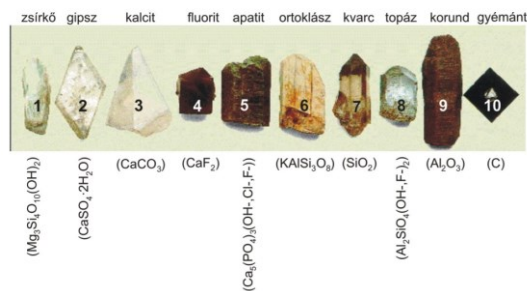 zsírkő gipsz kalcit fluorit apatit ortoklász kvarc topáz korund gyémánt
1 2 3 4 5 6 7 8 9 10
(Mg₃Si₄O₁₀(OH)₂)
(CaSO₄·2H₂O)
(CaCO₃)
(CaF₂)
(Ca₅(PO₄)₃(OH-,Cl-,F-))
(KAlSi₃O₈)
(SiO₂)
(Al₂SiO₄(OH-,F-)₂)
(Al₂O₃)
(C)